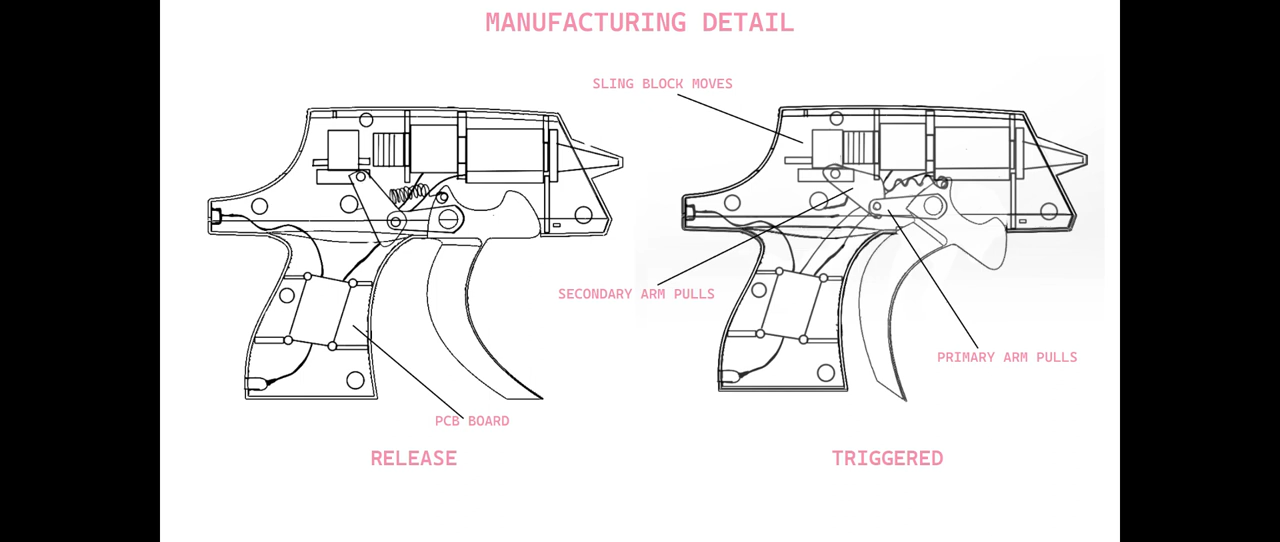 MANUFACTURING DETAIL
SLING BLOCK MOVES
SECONDARY ARM PULLS
PRIMARY ARM PULLS
PCB BOARD
RELEASE
TRIGGERED